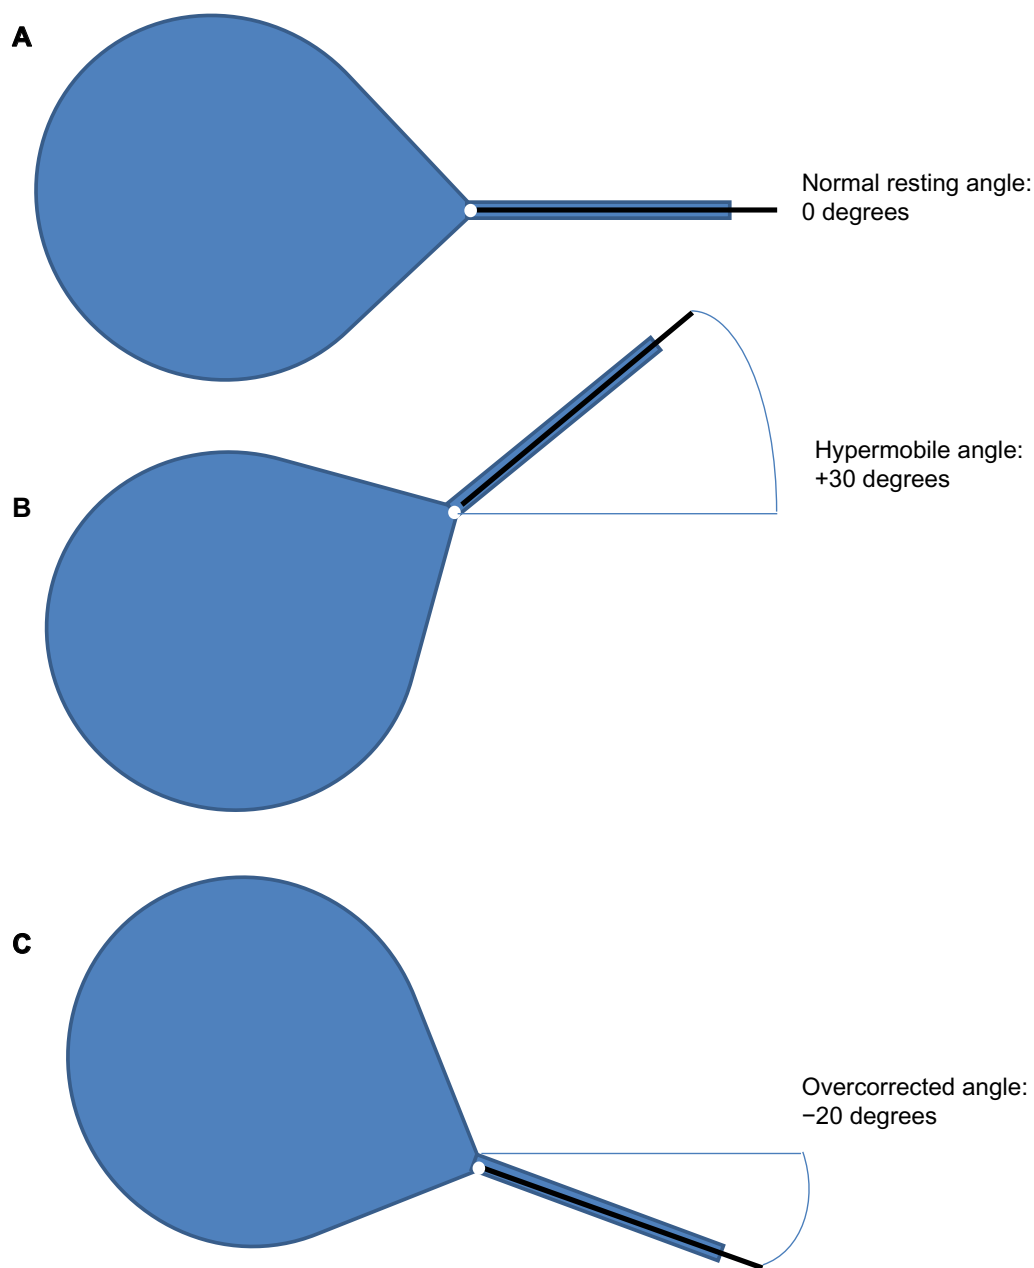 A
Normal resting angle:
0 degrees
Hypermobile angle:
+30 degrees
B
C
Overcorrected angle:
−20 degrees